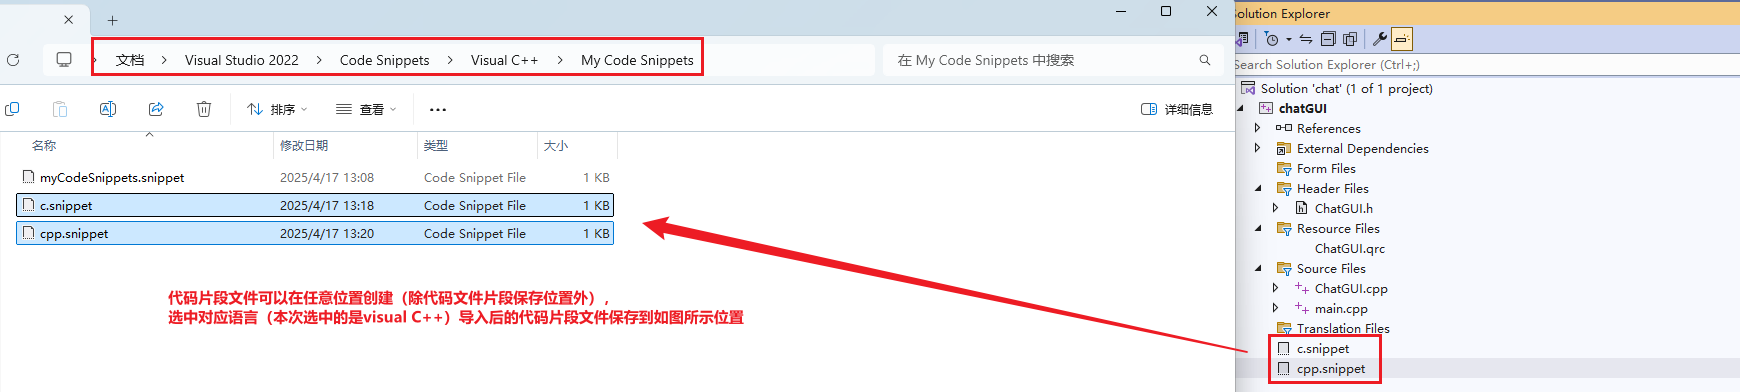 文档 > Visual Studio 2022 > Code Snippets > Visual C++ > My Code Snippets
在 My Code Snippets 中搜索
排序
查看
详细信息
名称 修改日期 类型 大小
myCodeSnippets.snippet 2025/4/17 13:08 Code Snippet File 1 KB
c.snippet 2025/4/17 13:18 Code Snippet File 1 KB
cpp.snippet 2025/4/17 13:20 Code Snippet File 1 KB
代码片段文件可以在任意位置创建（除代码文件片段保存位置外），
选中对应语言（本次选中的是visual C++）导入后的代码片段文件保存到如图所示位置
Solution Explorer
Search Solution Explorer (Ctrl+;)
Solution 'chat' (1 of 1 project)
chatGUI
References
External Dependencies
Form Files
Header Files
ChatGUI.h
Resource Files
ChatGUI.qrc
Source Files
ChatGUI.cpp
main.cpp
Translation Files
c.snippet
cpp.snippet